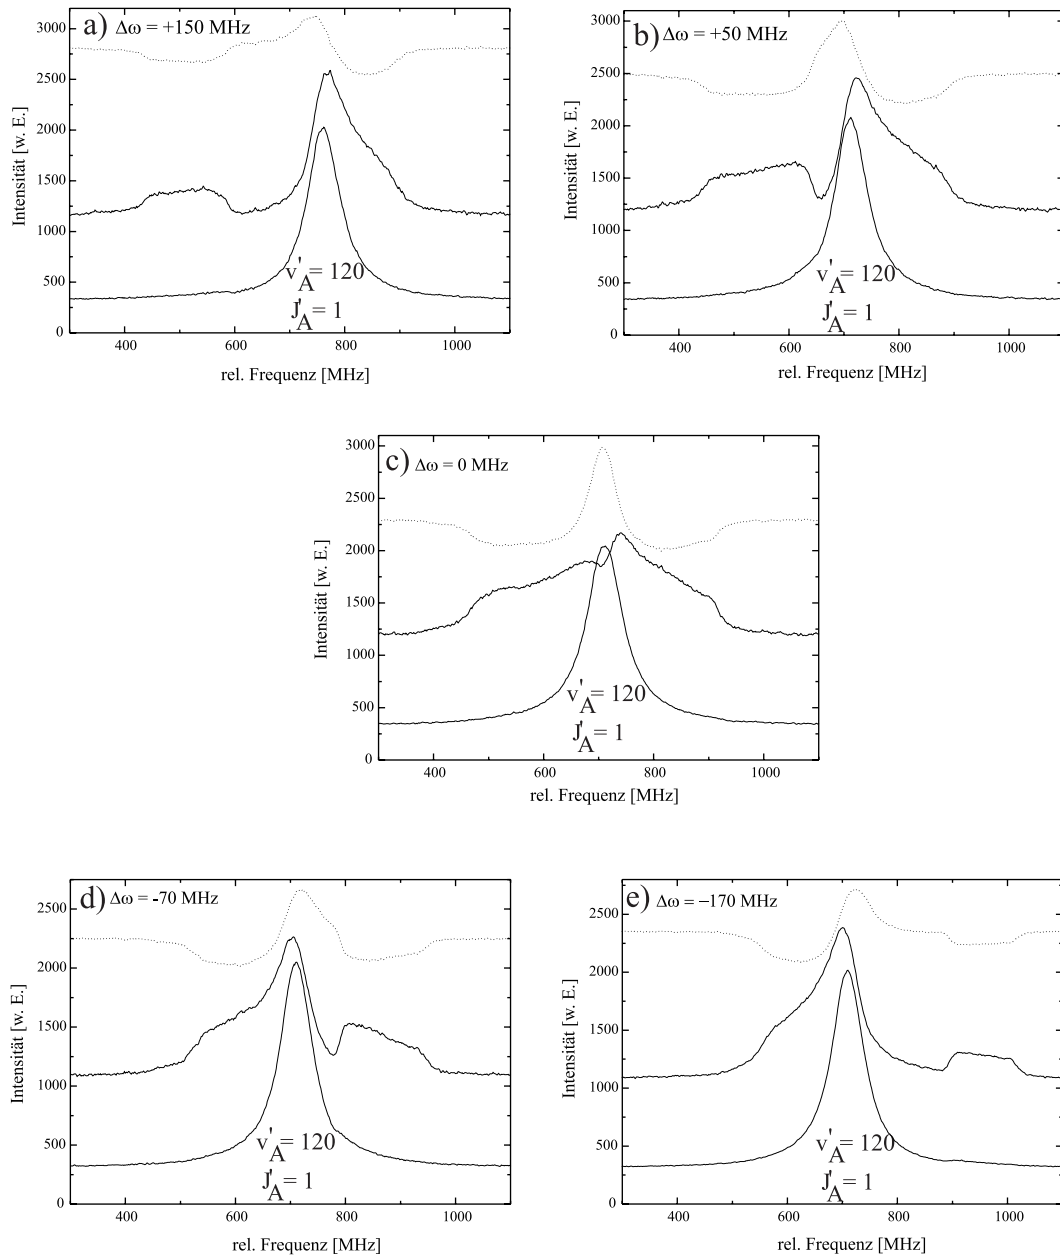 a) Δω = +150 MHz
3000
2500
2000
1500
1000
500
0
Intensität [w. E.]
v'A = 120
J'A = 1
400 600 800 1000
rel. Frequenz [MHz]
b) Δω = +50 MHz
3000
2500
2000
1500
1000
500
0
Intensität [w. E.]
v'A = 120
J'A = 1
400 600 800 1000
rel. Frequenz [MHz]
c) Δω = 0 MHz
3000
2500
2000
1500
1000
500
0
Intensität [w. E.]
v'A = 120
J'A = 1
400 600 800 1000
rel. Frequenz [MHz]
d) Δω = -70 MHz
2500
2000
1500
1000
500
0
Intensität [w. E.]
v'A = 120
J'A = 1
400 600 800 1000
rel. Frequenz [MHz]
e) Δω = −170 MHz
2500
2000
1500
1000
500
0
Intensität [w. E.]
v'A = 120
J'A = 1
400 600 800 1000
rel. Frequenz [MHz]